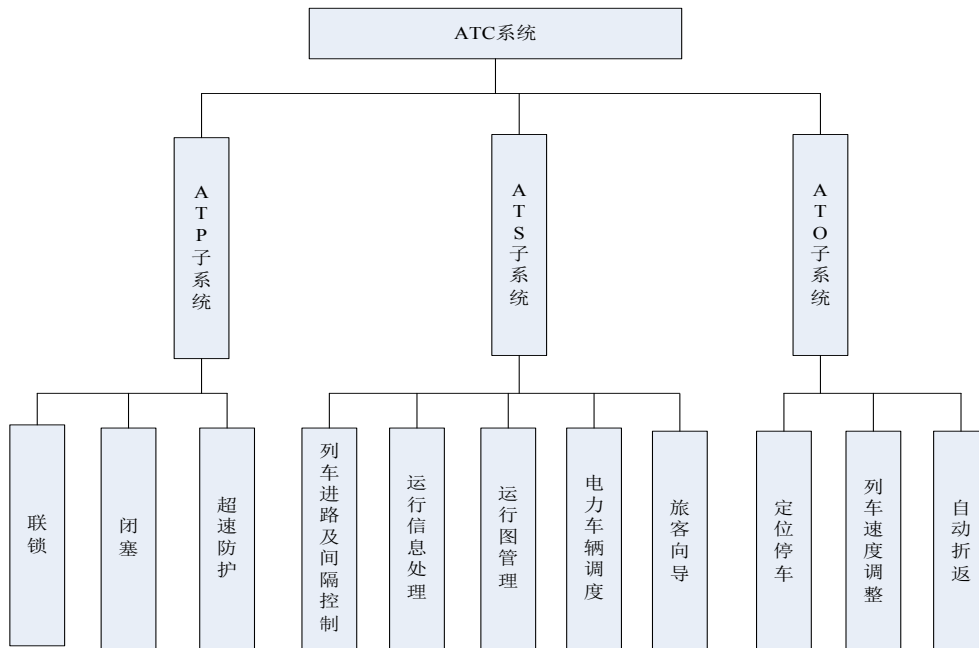 ATC系统
ATP子系统
ATS子系统
ATO子系统
联锁
闭塞
超速防护
列车进路及间隔控制
运行信息处理
运行图管理
电力车辆调度
旅客向导
定位停车
列车速度调整
自动折返